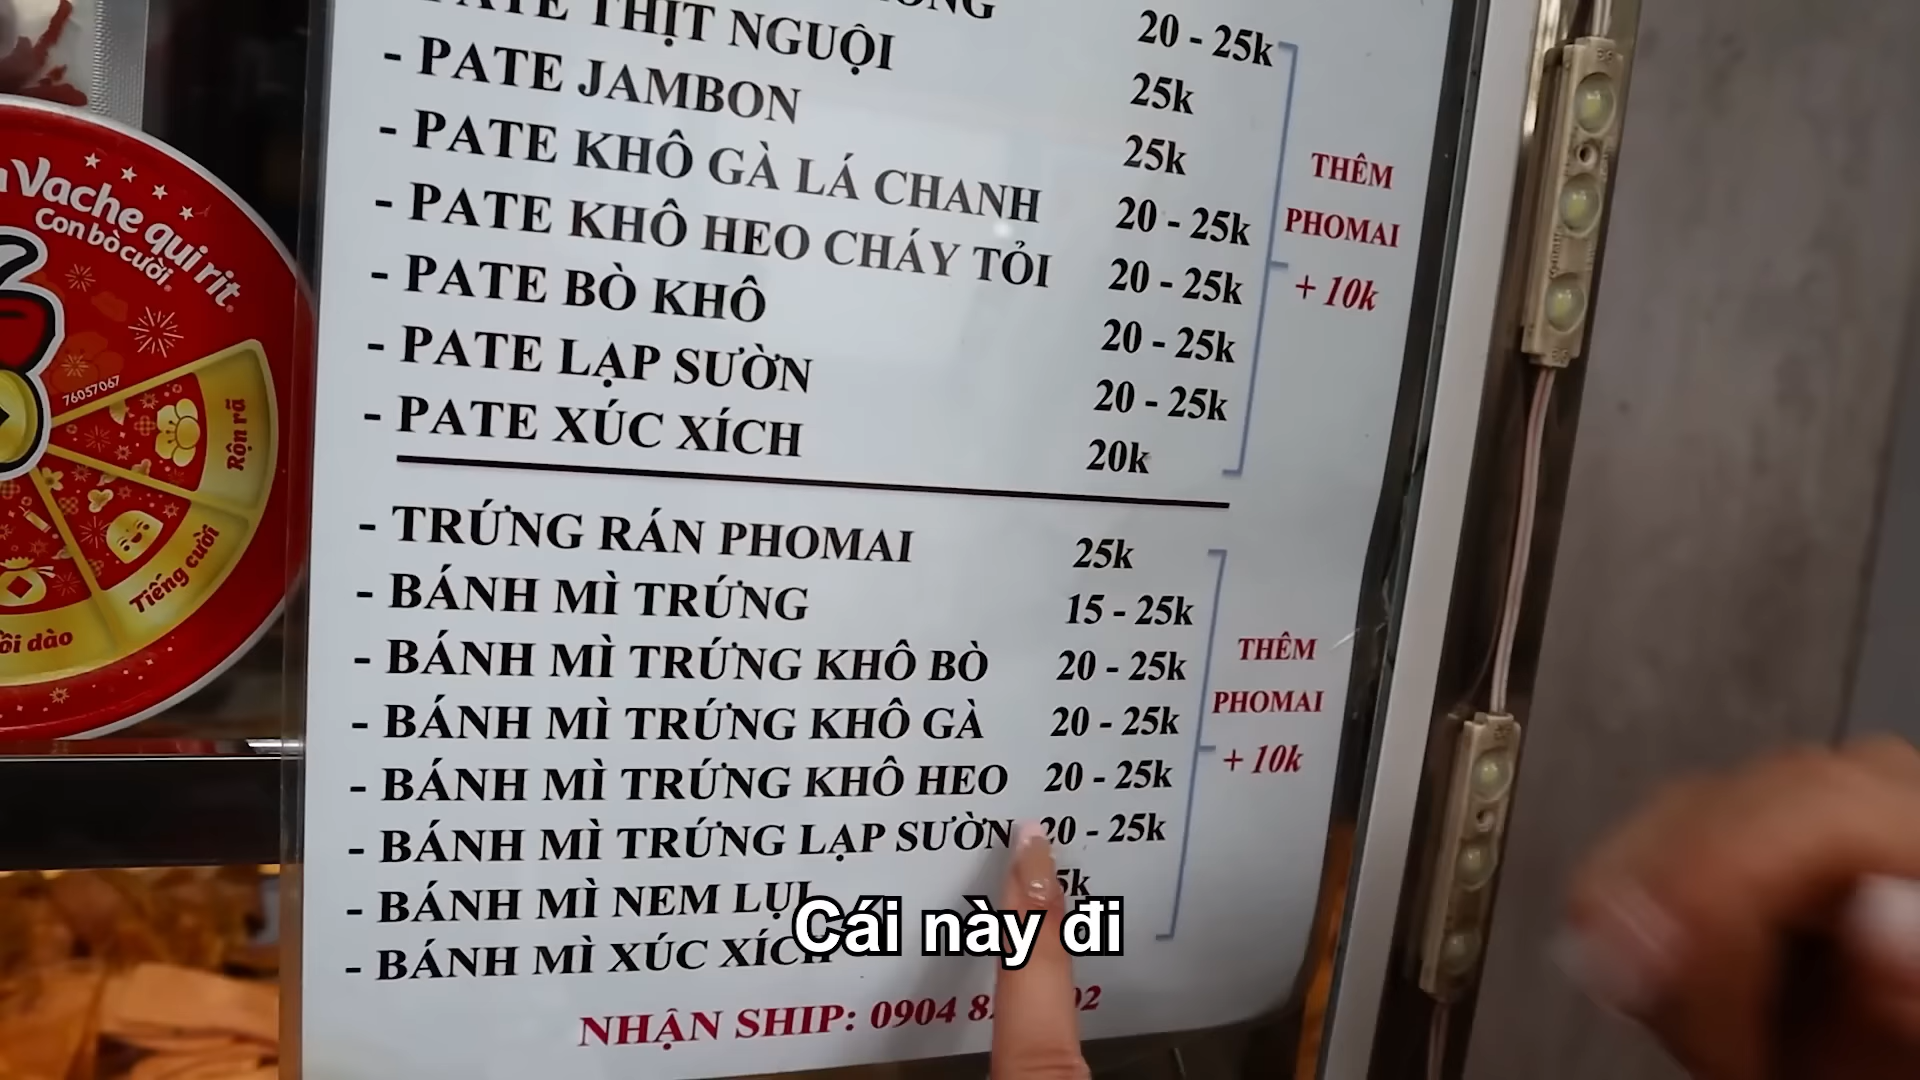 PATE THỊT NGUỘI 20 - 25k
- PATE JAMBON 25k
- PATE KHÔ GÀ LÁ CHANH 25k
- PATE KHÔ HEO CHÁY TỎI 20 - 25k
- PATE BÒ KHÔ 20 - 25k
- PATE LẠP SƯỜN 20 - 25k
- PATE XÚC XÍCH 20 - 25k
20k
THÊM
PHOMAI
+ 10k
- TRỨNG RÁN PHOMAI 25k
- BÁNH MÌ TRỨNG 15 - 25k
- BÁNH MÌ TRỨNG KHÔ BÒ 20 - 25k
- BÁNH MÌ TRỨNG KHÔ GÀ 20 - 25k
- BÁNH MÌ TRỨNG KHÔ HEO 20 - 25k
- BÁNH MÌ TRỨNG LẠP SƯỜN 20 - 25k
- BÁNH MÌ NEM LỤI
- BÁNH MÌ XÚC XÍCH
THÊM
PHOMAI
+ 10k
NHẬN SHIP: 0904
Cái này đi
Vache qui rit
Con bò cười
76057067
Rộn rã
Tiếng cười
dào